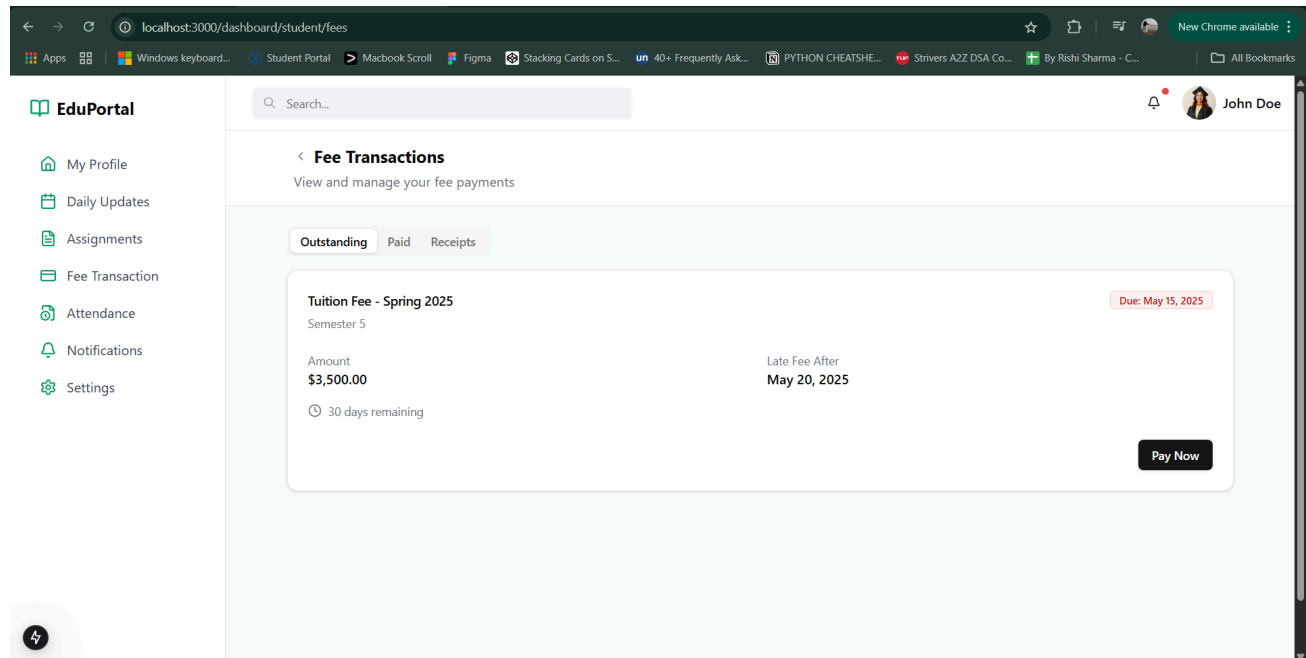 localhost:3000/dashboard/student/fees
New Chrome available
Apps
Windows keyboard...
Student Portal
Macbook Scroll
Figma
Stacking Cards on S...
un 40+ Frequently Ask...
PYTHON CHEATSHE...
TUF Strivers A2Z DSA Co...
By Rishi Sharma - C...
All Bookmarks
EduPortal
Search...
John Doe
My Profile
Daily Updates
Assignments
Fee Transaction
Attendance
Notifications
Settings
Fee Transactions
View and manage your fee payments
Outstanding Paid Receipts
Tuition Fee - Spring 2025
Due: May 15, 2025
Semester 5
Amount
$3,500.00
Late Fee After
May 20, 2025
30 days remaining
Pay Now